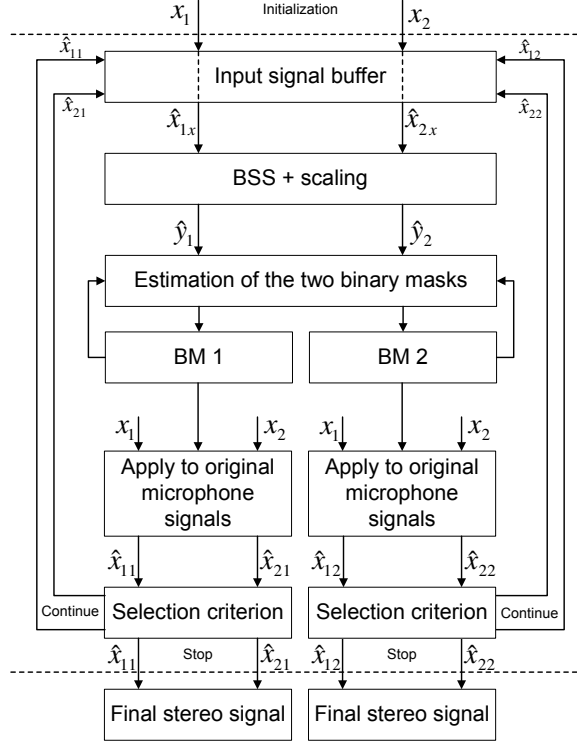 x₁ Initialization x₂
x̂₁₁ x̂₁₂
Input signal buffer
x̂₂₁ x̂₂₂
x̂₁ₓ x̂₂ₓ
BSS + scaling
ŷ₁ ŷ₂
Estimation of the two binary masks
BM 1 BM 2
x₁ x₂ x₁ x₂
Apply to original
microphone
signals
Apply to original
microphone
signals
x̂₁₁ x̂₂₁ x̂₁₂ x̂₂₂
Continue Selection criterion Selection criterion Continue
x̂₁₁ Stop x̂₂₁ x̂₁₂ Stop x̂₂₂
Final stereo signal Final stereo signal